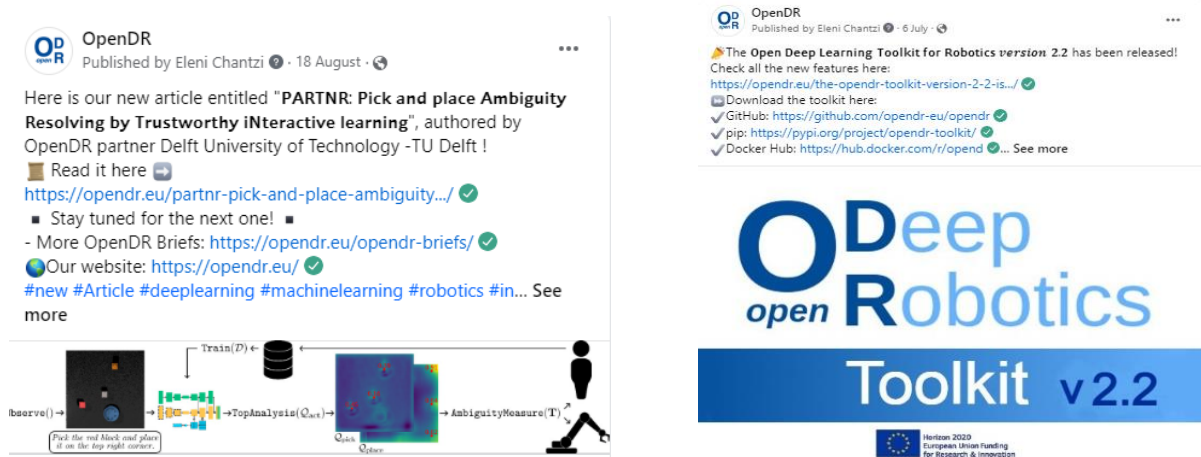 OpenDR
Published by Eleni Chantzi · 18 August ·
Here is our new article entitled "PARTNR: Pick and place Ambiguity
Resolving by Trustworthy iNteractive learning", authored by
OpenDR partner Delft University of Technology -TU Delft !
Read it here
https://opendr.eu/partnr-pick-and-place-ambiguity.../
Stay tuned for the next one!
- More OpenDR Briefs: https://opendr.eu/opendr-briefs/
Our website: https://opendr.eu/
#new #Article #deeplearning #machinelearning #robotics #in... See
more
Train(D)
bserve()
TopAnalysis(Qact)
AmbiguityMeasure(T)
Pick the red block and place
it on the top right corner.
Qpick
Qplace
OpenDR
Published by Eleni Chantzi · 6 July ·
The Open Deep Learning Toolkit for Robotics version 2.2 has been released!
Check all the new features here:
https://opendr.eu/the-opendr-toolkit-version-2-2-is.../
Download the toolkit here:
GitHub: https://github.com/opendr-eu/opendr
pip: https://pypi.org/project/opendr-toolkit/
Docker Hub: https://hub.docker.com/r/opend ... See more
O Deep
open Robotics
Toolkit v 2.2
Horizon 2020
European Union Funding
for Research & Innovation